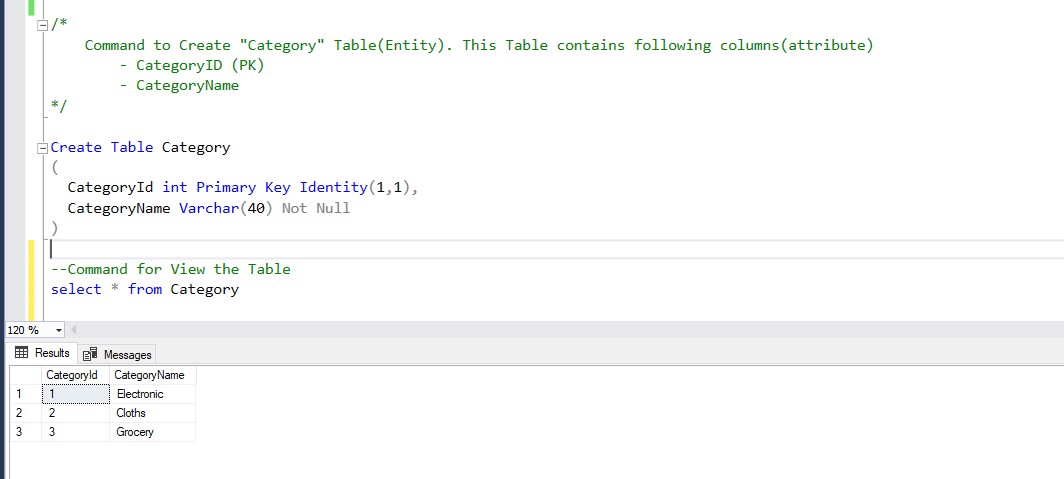 /*
Command to Create "Category" Table(Entity). This Table contains following columns(attribute)
- CategoryID (PK)
- CategoryName
*/
Create Table Category
(
CategoryId int Primary Key Identity(1,1),
CategoryName Varchar(40) Not Null
)
--Command for View the Table
select * from Category
120 %
Results Messages
CategoryId CategoryName
1 1 Electronic
2 2 Cloths
3 3 Grocery